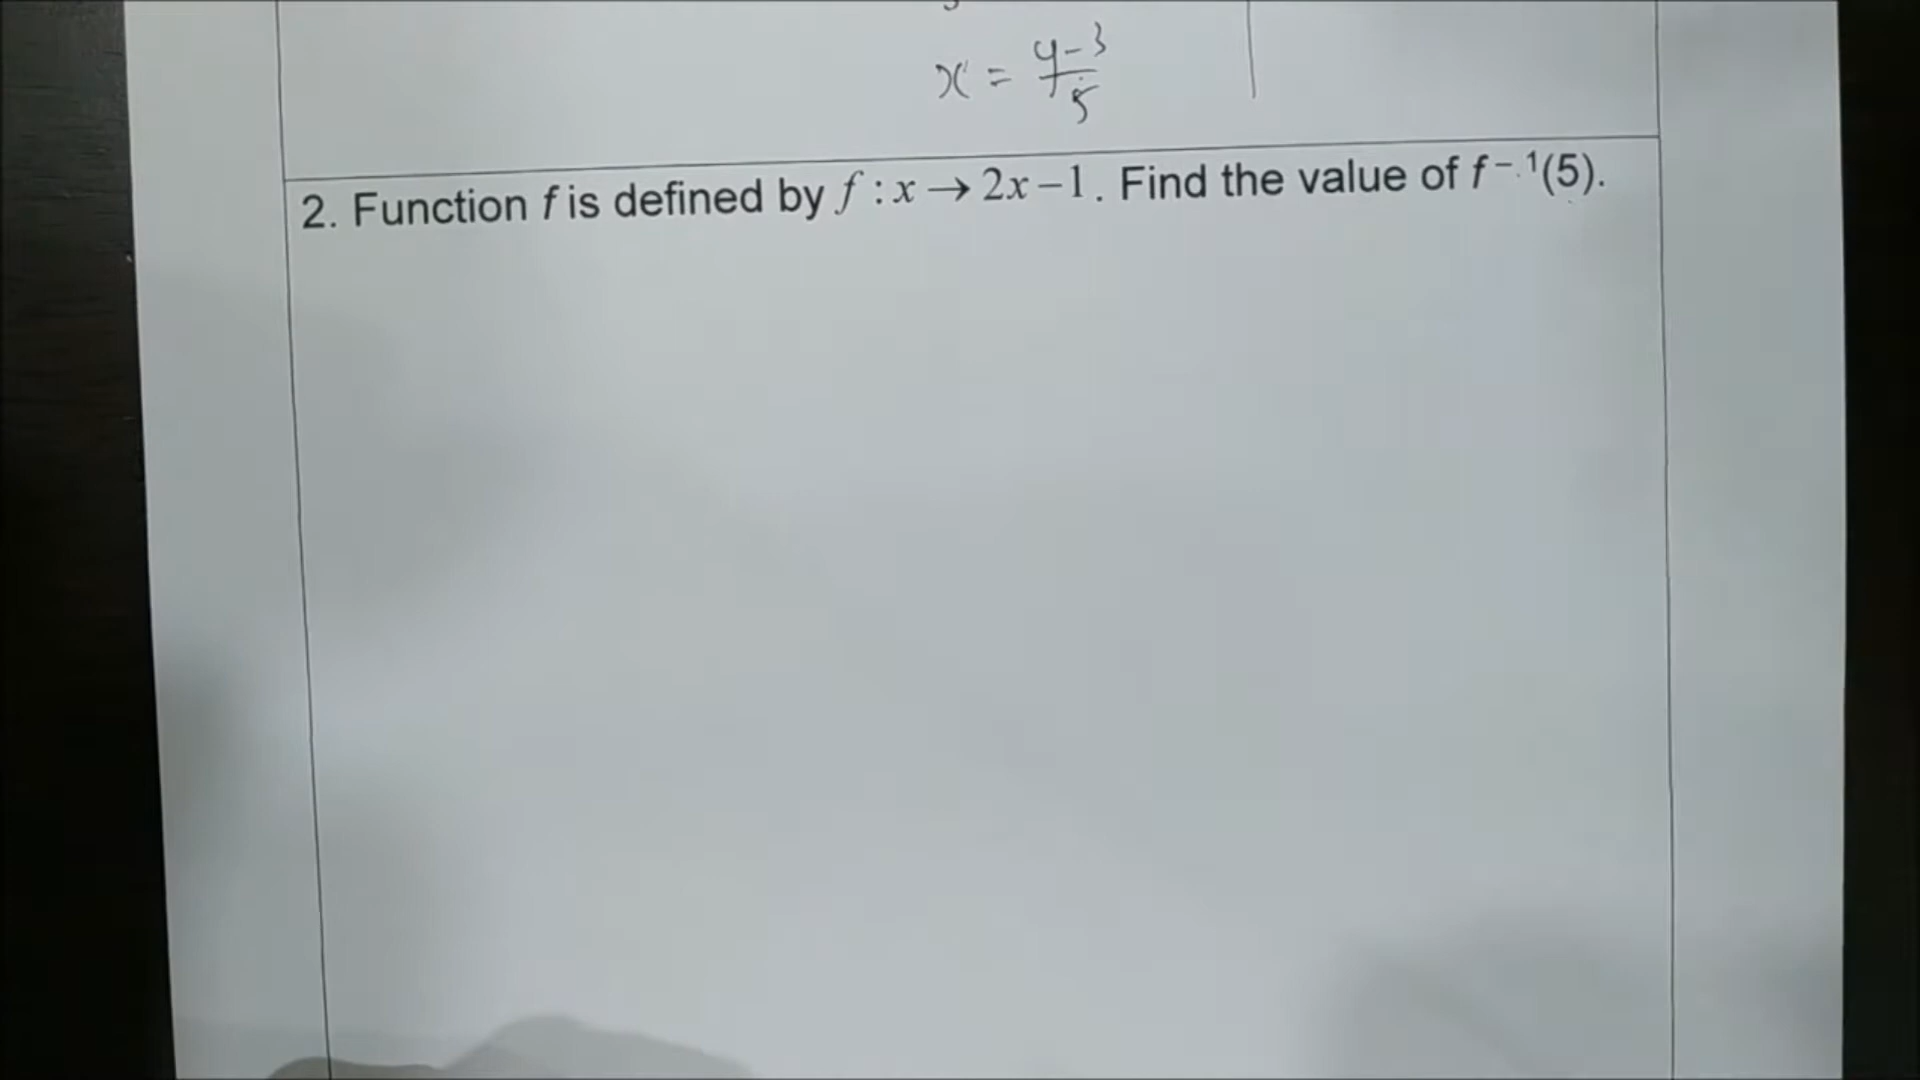 x = y-3/5
2. Function f is defined by f : x → 2x – 1. Find the value of f⁻¹(5).